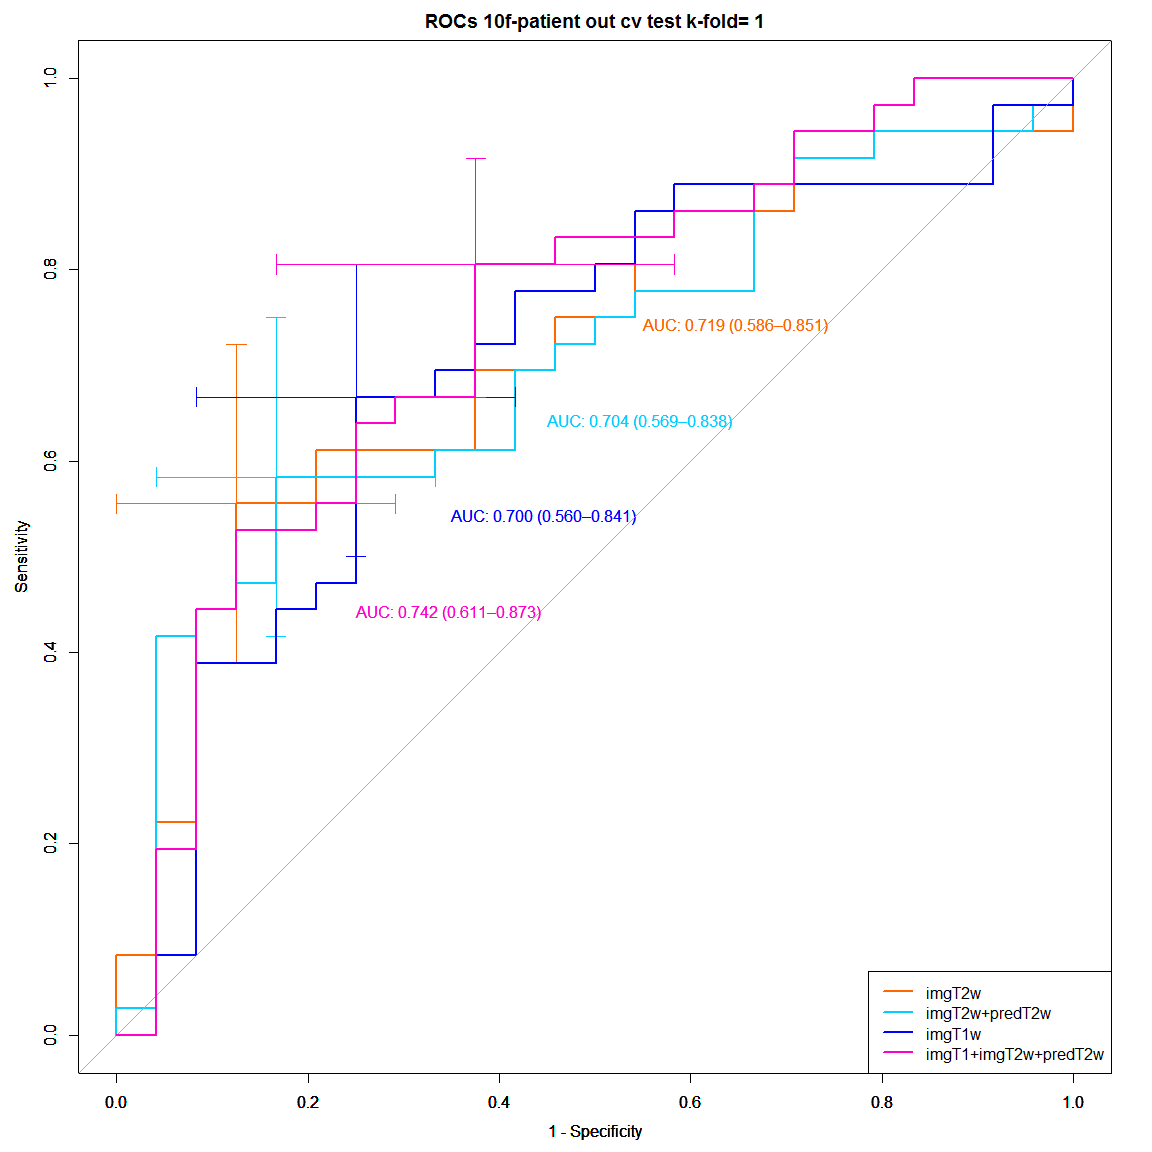 ROCs 10f-patient out cv test k-fold= 1
1.0
0.8
0.6
0.4
0.2
0.0
Sensitivity
AUC: 0.719 (0.586–0.851)
AUC: 0.704 (0.569–0.838)
AUC: 0.700 (0.560–0.841)
AUC: 0.742 (0.611–0.873)
imgT2w
imgT2w+predT2w
imgT1w
imgT1+imgT2w+predT2w
0.0 0.2 0.4 0.6 0.8 1.0
1 - Specificity